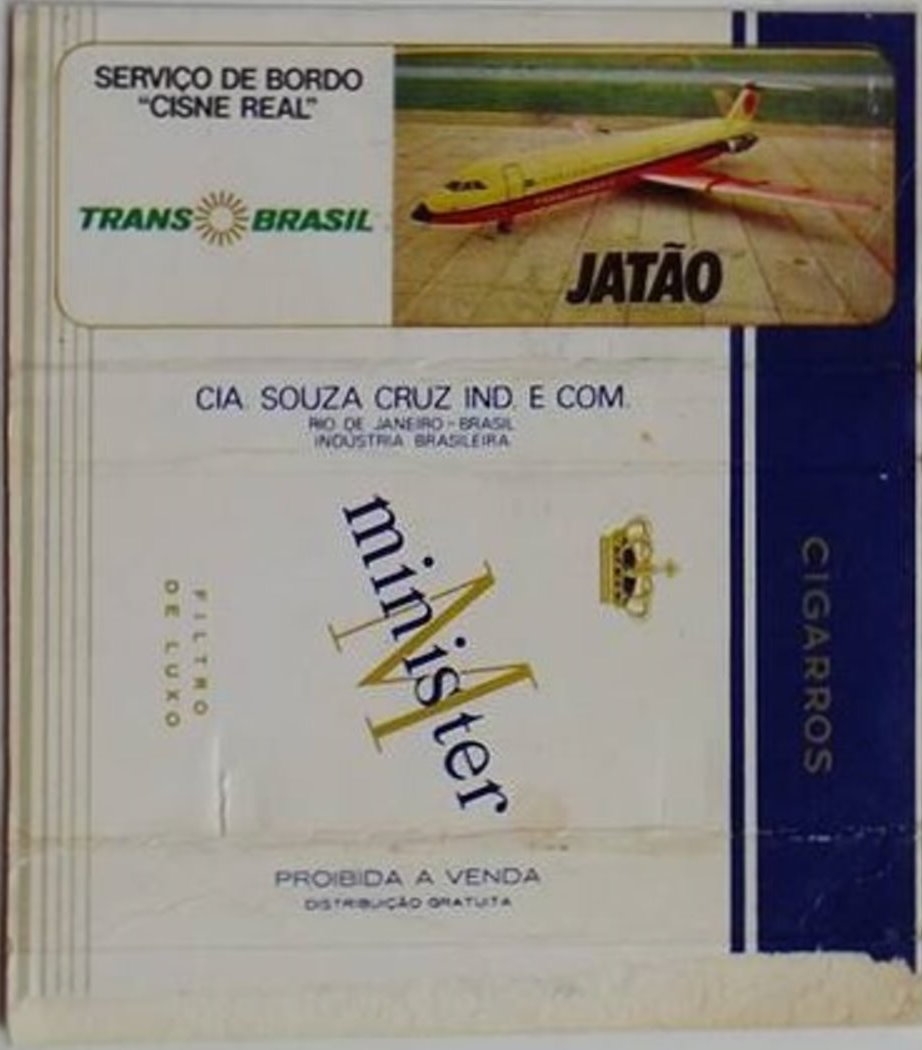 SERVIÇO DE BORDO
"CISNE REAL"
TRANS BRASIL
JATÃO
CIA. SOUZA CRUZ IND. E COM.
RIO DE JANEIRO - BRASIL
INDÚSTRIA BRASILEIRA
M
minister
FILTRO
DE LUXO
CIGARROS
PROIBIDA A VENDA
DISTRIBUIÇÃO GRATUITA